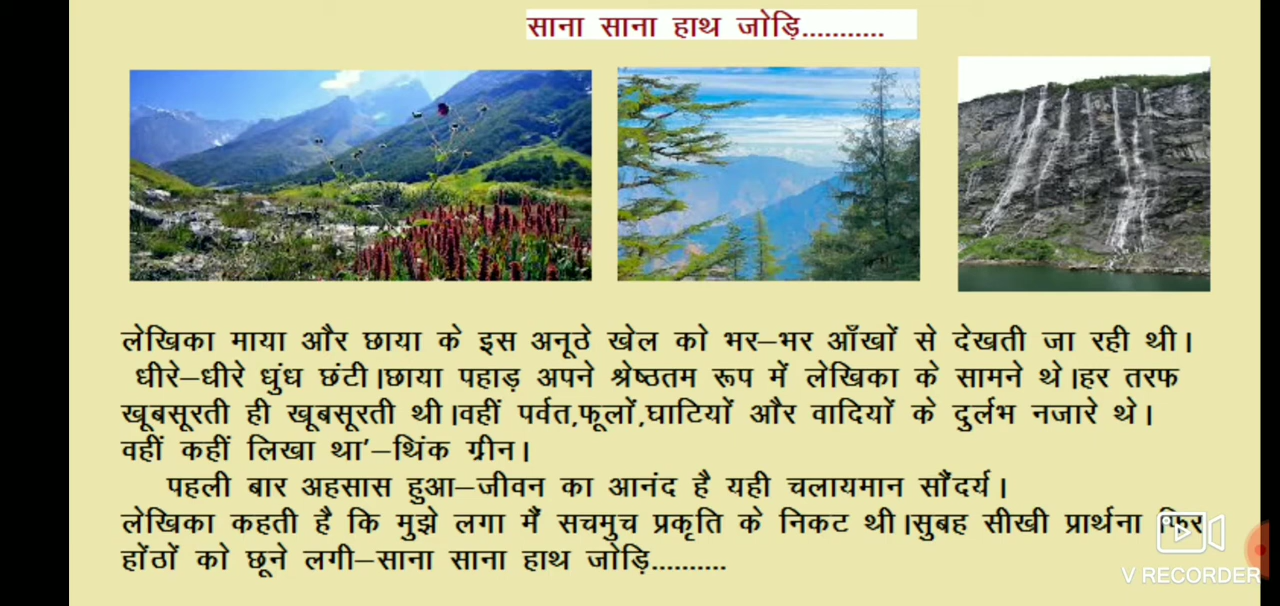 साना साना हाथ जोड़ि...........
लेखिका माया और छाया के इस अनूठे खेल को भर–भर आँखों से देखती जा रही थी।
धीरे–धीरे धुंध छंटी।छाया पहाड़ अपने श्रेष्ठतम रूप में लेखिका के सामने थे।हर तरफ
खूबसूरती ही खूबसूरती थी।वहीं पर्वत,फूलों,घाटियों और वादियों के दुर्लभ नजारे थे।
वहीं कहीं लिखा था’–थिंक ग्रीन।
पहली बार अहसास हुआ–जीवन का आनंद है यही चलायमान सौंदर्य।
लेखिका कहती है कि मुझे लगा मैं सचमुच प्रकृति के निकट थी।सुबह सीखी प्रार्थना फिर
होंठों को छूने लगी–साना साना हाथ जोड़ि..........
V RECORDER